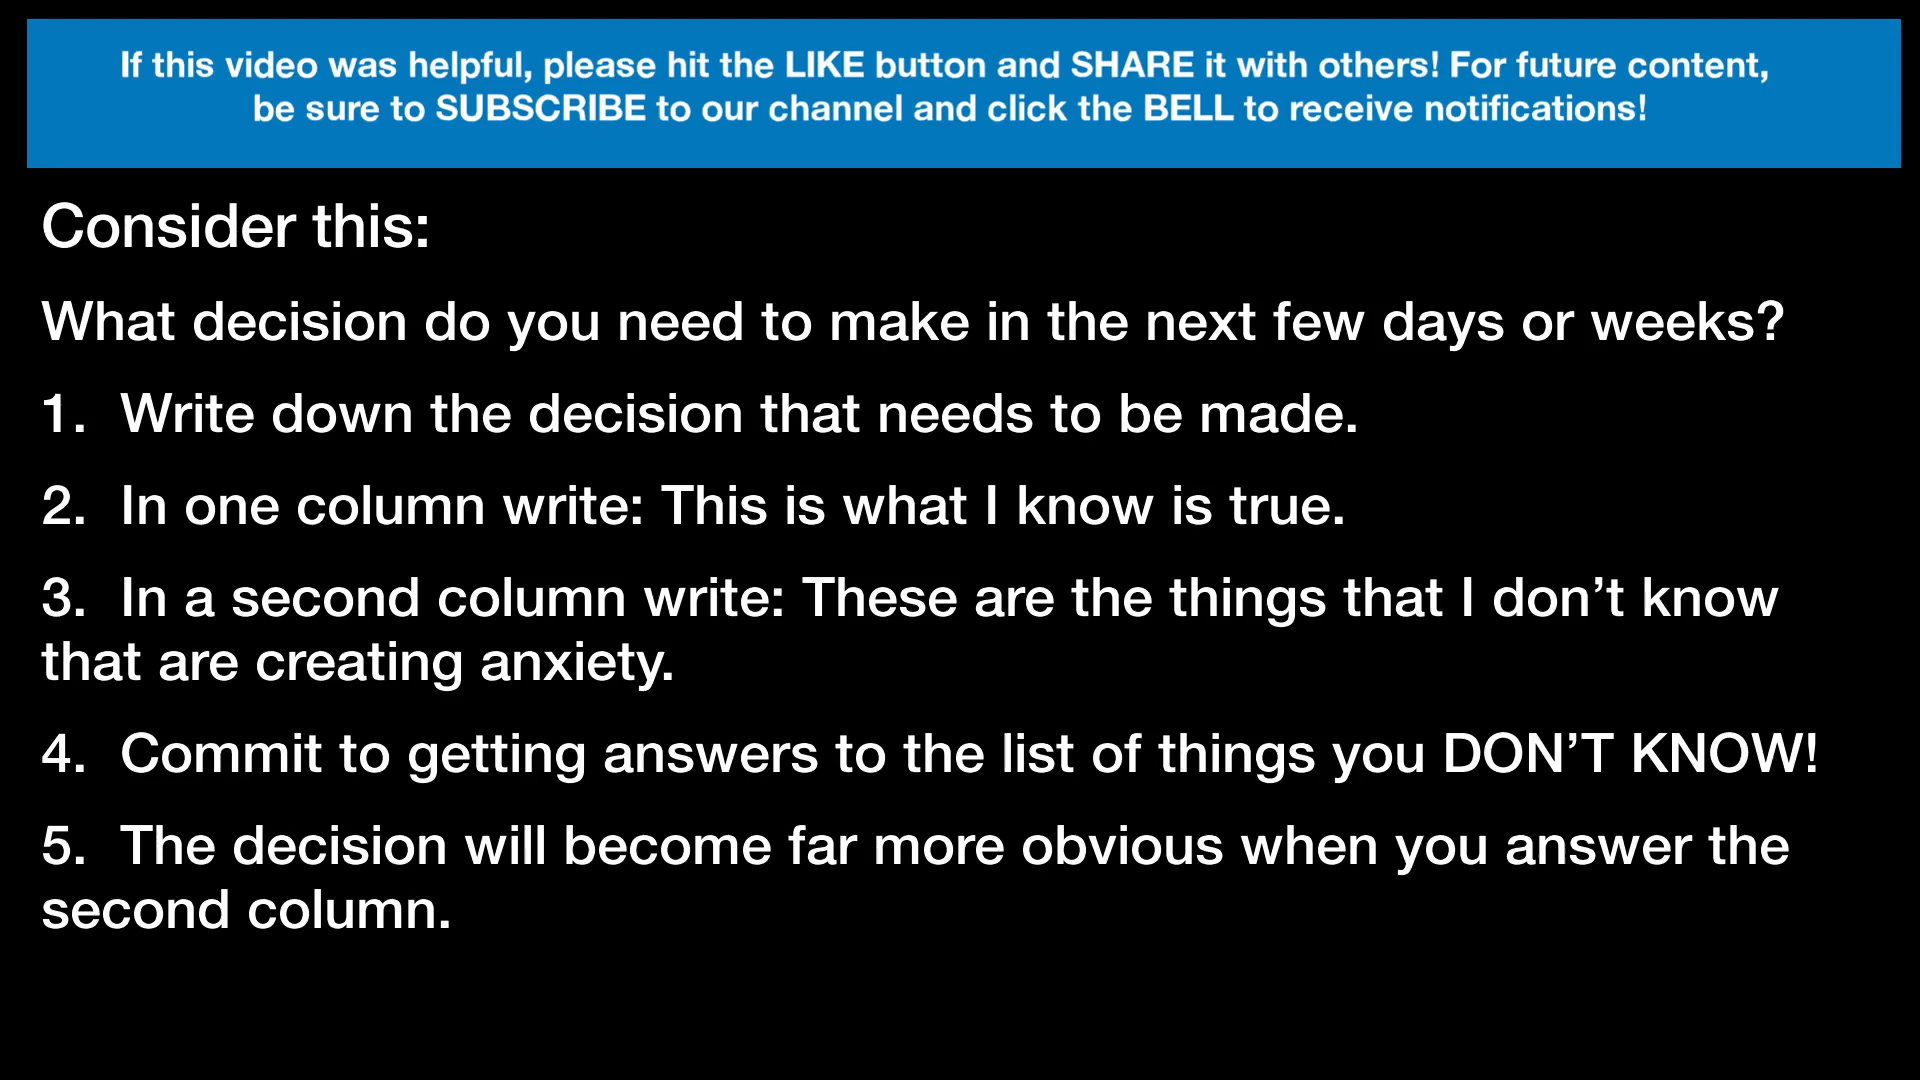 If this video was helpful, please hit the LIKE button and SHARE it with others! For future content,
be sure to SUBSCRIBE to our channel and click the BELL to receive notifications!
Consider this:
What decision do you need to make in the next few days or weeks?
1. Write down the decision that needs to be made.
2. In one column write: This is what I know is true.
3. In a second column write: These are the things that I don’t know
that are creating anxiety.
4. Commit to getting answers to the list of things you DON’T KNOW!
5. The decision will become far more obvious when you answer the
second column.